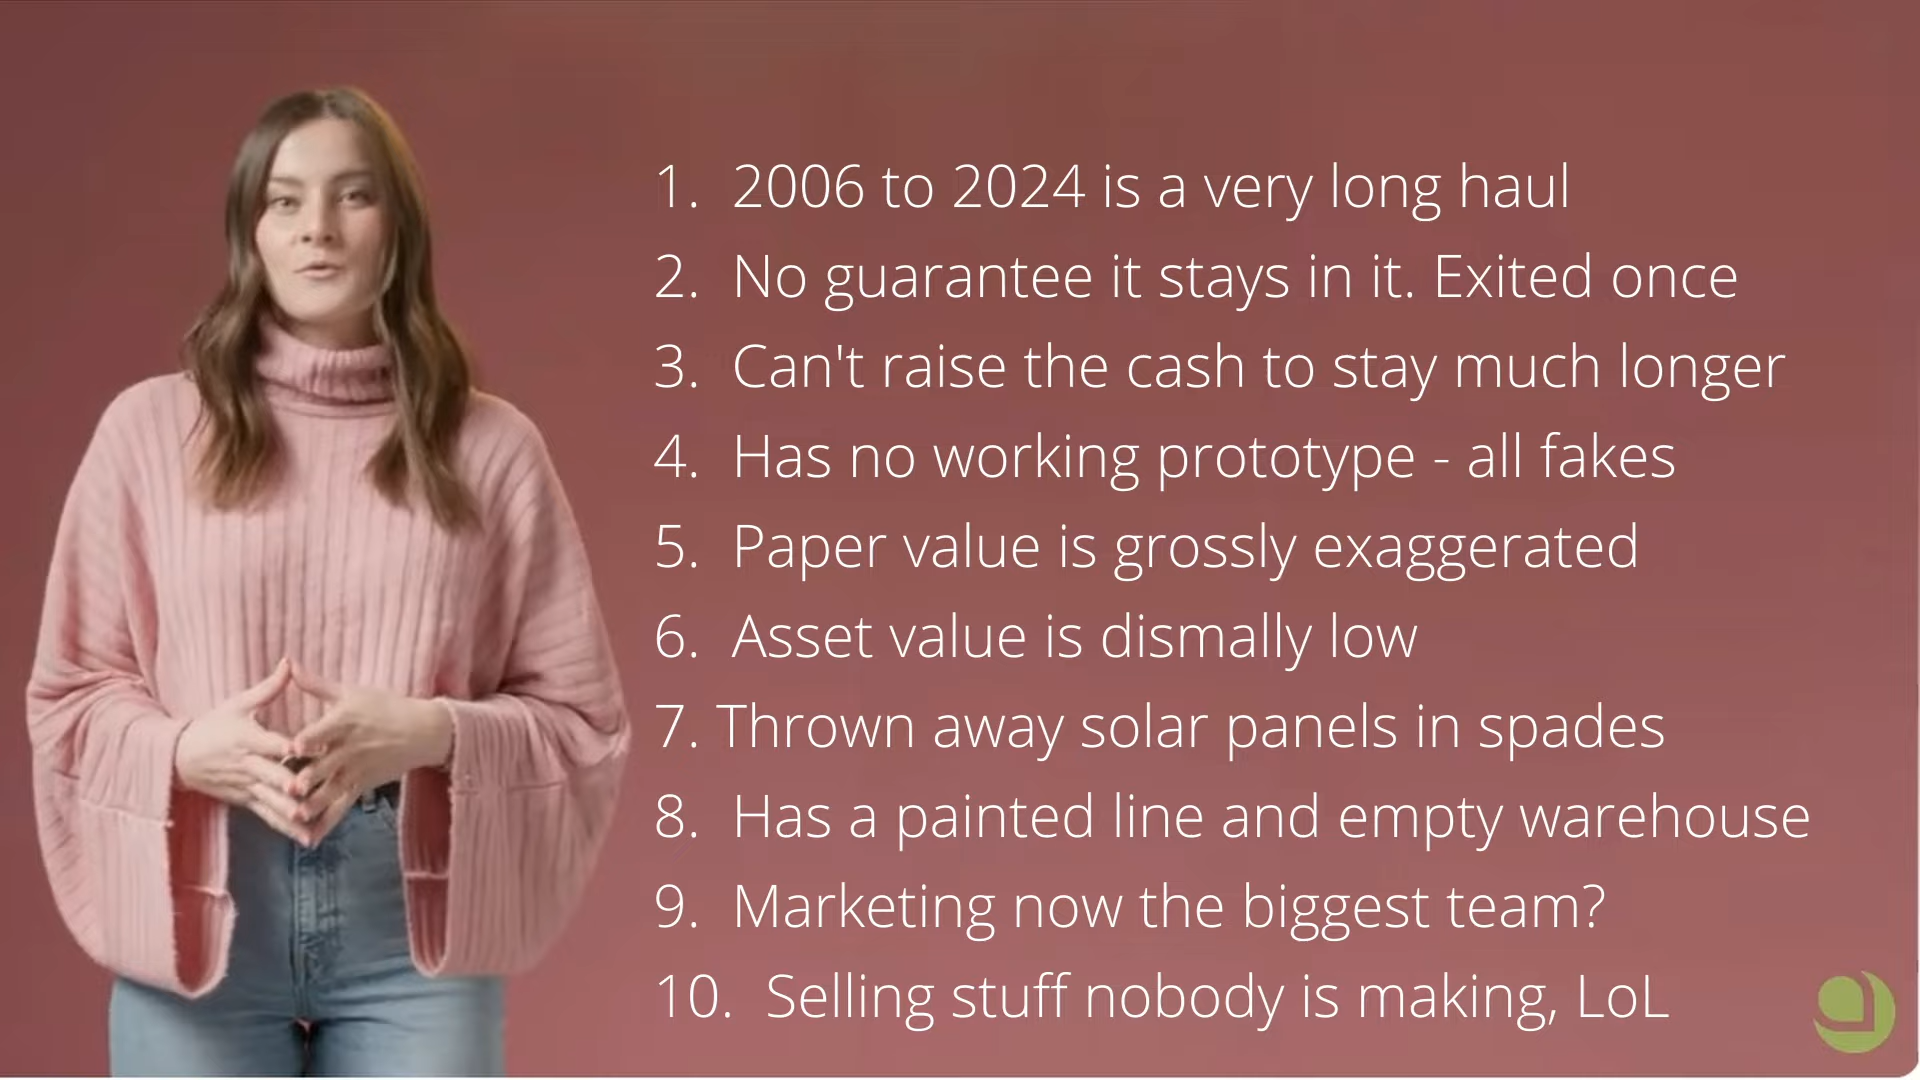 1. 2006 to 2024 is a very long haul
2. No guarantee it stays in it. Exited once
3. Can't raise the cash to stay much longer
4. Has no working prototype - all fakes
5. Paper value is grossly exaggerated
6. Asset value is dismally low
7. Thrown away solar panels in spades
8. Has a painted line and empty warehouse
9. Marketing now the biggest team?
10. Selling stuff nobody is making, LoL